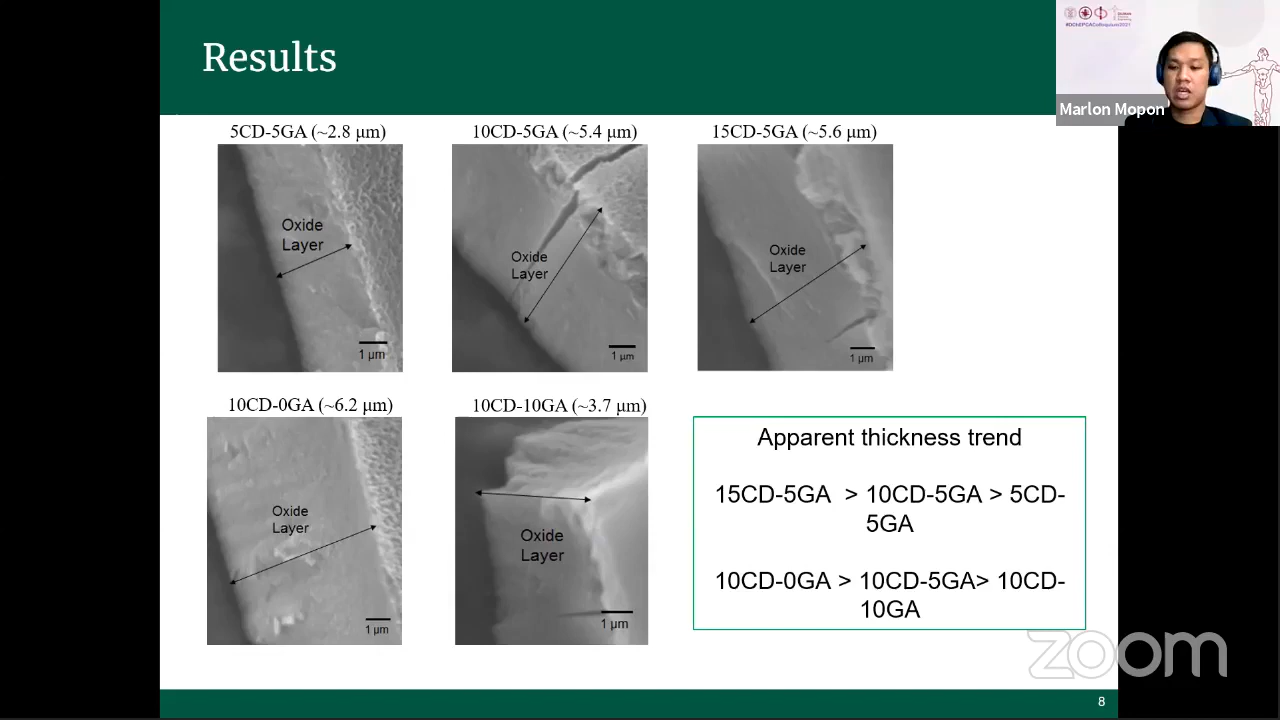 Results
#DChEPGAColloquium2021
Marlon Mopon
5CD-5GA (~2.8 μm)
10CD-5GA (~5.4 μm)
15CD-5GA (~5.6 μm)
Oxide
Layer
1 μm
Oxide
Layer
1 μm
Oxide
Layer
1 μm
10CD-0GA (~6.2 μm)
10CD-10GA (~3.7 μm)
Oxide
Layer
1 μm
Oxide
Layer
1 μm
Apparent thickness trend
15CD-5GA > 10CD-5GA > 5CD-
5GA
10CD-0GA > 10CD-5GA> 10CD-
10GA
zoom
8